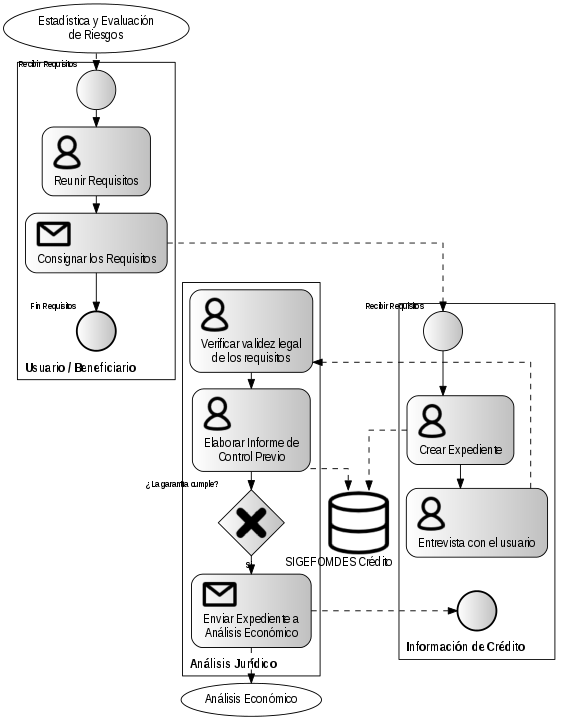 Estadística y Evaluación
de Riesgos
Recibir Requisitos
Reunir Requisitos
Consignar los Requisitos
Fin Requisitos
Usuario / Beneficiario
Verificar validez legal
de los requisitos
Elaborar Informe de
Control Previo
¿La garantia cumple?
Enviar Expediente a
Análisis Económico
Análisis Jurídico
Análisis Económico
SIGEFOMDES Crédito
Recibir Requisitos
Crear Expediente
Entrevista con el usuario
Información de Crédito